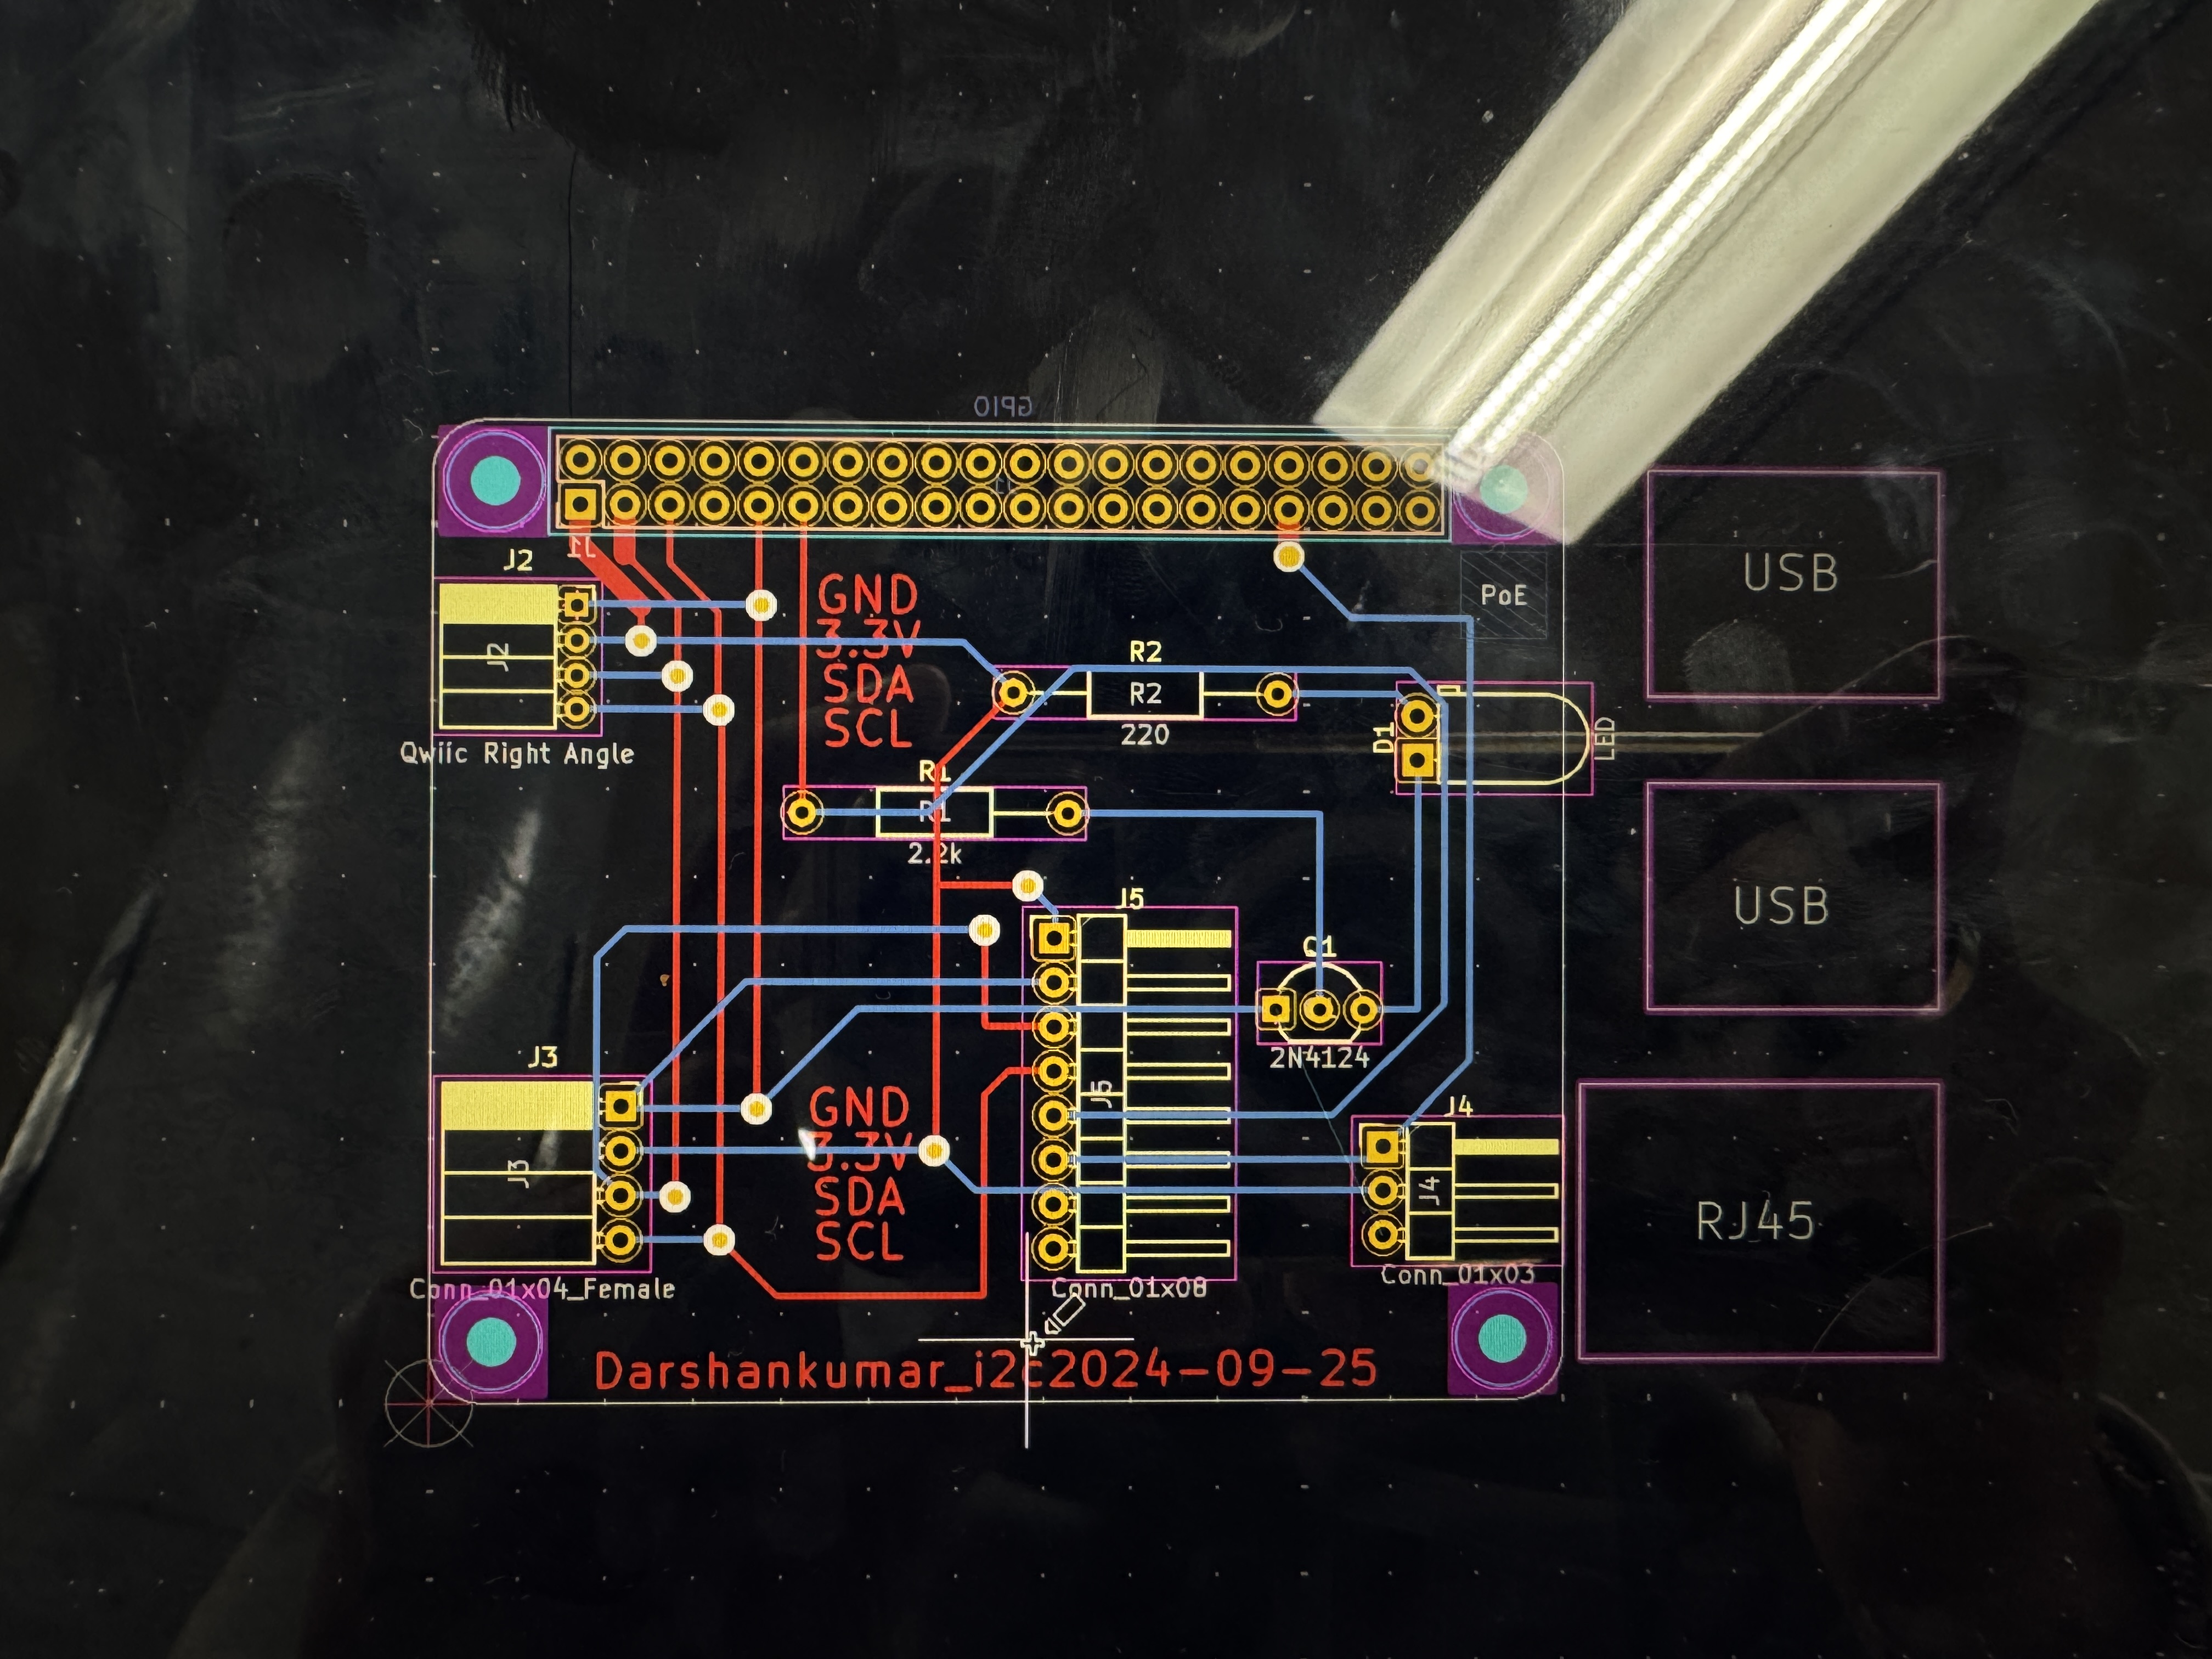 GPIO
J1
J1
J2
J2
Qwiic Right Angle
GND
3.3V
SDA
SCL
PoE
USB
R2
R2
220
D1
LED
R1
R1
2.2k
USB
J5
J5
Conn_01x08
Q1
2N4124
J3
J3
Conn_01x04_Female
GND
3.3V
SDA
SCL
J4
J4
Conn_01x03
RJ45
Darshankumar_i2c2024-09-25